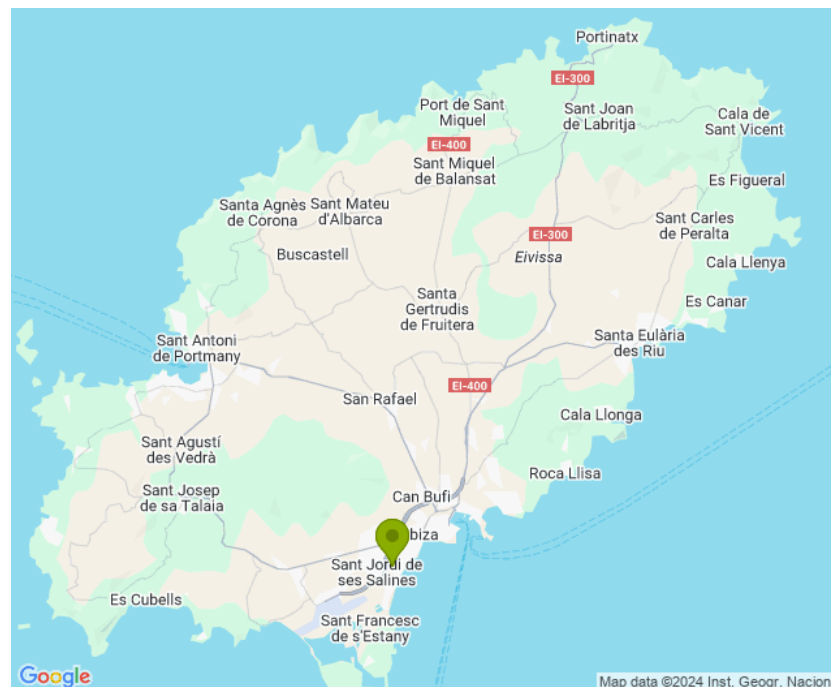 Portinatx
EI-300
Port de Sant
Miquel
Sant Joan
de Labritja
Cala de
Sant Vicent
EI-400
Sant Miquel
de Balansat
Es Figueral
Santa Agnès
de Corona
Sant Mateu
d'Albarca
Sant Carles
de Peralta
EI-300
Buscastell
Eivissa
Cala Llenya
Santa
Gertrudis
de Fruitera
Es Canar
Sant Antoni
de Portmany
Santa Eulària
des Riu
EI-400
San Rafael
Cala Llonga
Sant Agustí
des Vedrà
Roca Llisa
Sant Josep
de sa Talaia
Can Bufi
Sant Jordi de
ses Salines
Es Cubells
Sant Francesc
de s'Estany
Google
Map data ©2024 Inst. Geogr. Nacion